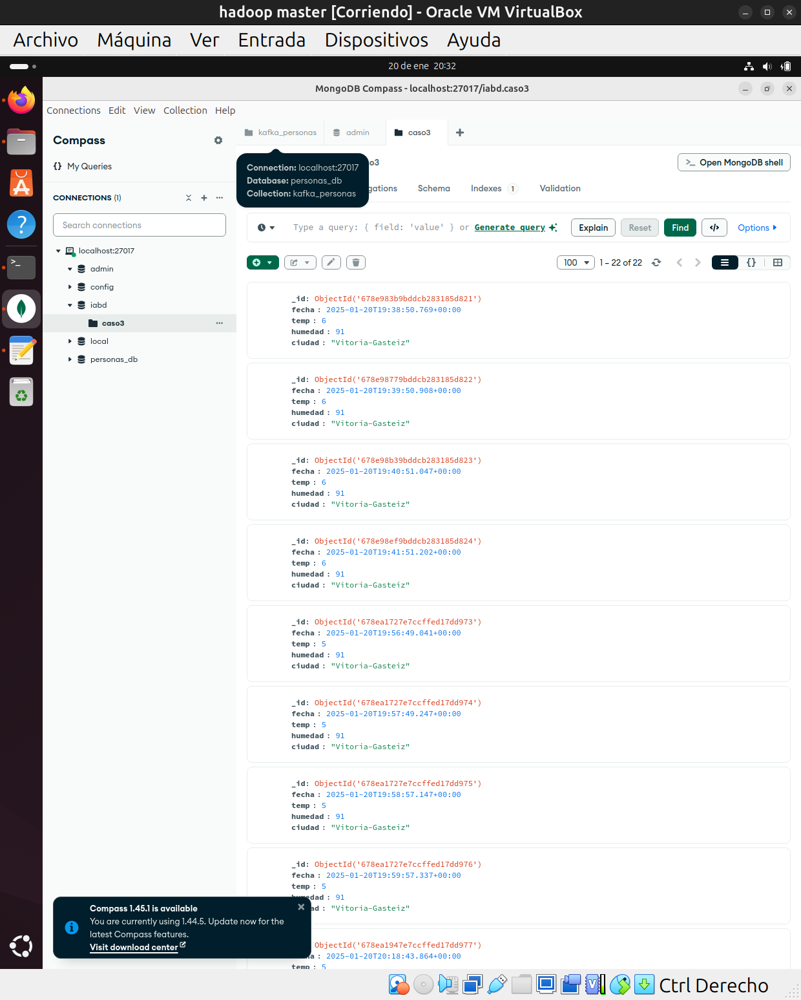 hadoop master [Corriendo] - Oracle VM VirtualBox
Archivo Máquina Ver Entrada Dispositivos Ayuda
20 de ene 20:32
MongoDB Compass - localhost:27017/iabd.caso3
Connections Edit View Collection Help
Compass
My Queries
CONNECTIONS (1)
Search connections
localhost:27017
admin
config
iabd
caso3
local
personas_db
kafka_personas admin caso3
Connection: localhost:27017
Database: personas_db
Collection: kafka_personas
so3
Open MongoDB shell
gations Schema Indexes 1 Validation
Type a query: { field: 'value' } or Generate query
Explain Reset Find </> Options
100 1 – 22 of 22 {}
_id: ObjectId('678e983b9bddcb283185d821')
fecha : 2025-01-20T19:38:50.769+00:00
temp : 6
humedad : 91
ciudad : "Vitoria-Gasteiz"
_id: ObjectId('678e98779bddcb283185d822')
fecha : 2025-01-20T19:39:50.908+00:00
temp : 6
humedad : 91
ciudad : "Vitoria-Gasteiz"
_id: ObjectId('678e98b39bddcb283185d823')
fecha : 2025-01-20T19:40:51.047+00:00
temp : 6
humedad : 91
ciudad : "Vitoria-Gasteiz"
_id: ObjectId('678e98ef9bddcb283185d824')
fecha : 2025-01-20T19:41:51.202+00:00
temp : 6
humedad : 91
ciudad : "Vitoria-Gasteiz"
_id: ObjectId('678ea1727e7ccffed17dd973')
fecha : 2025-01-20T19:56:49.041+00:00
temp : 5
humedad : 91
ciudad : "Vitoria-Gasteiz"
_id: ObjectId('678ea1727e7ccffed17dd974')
fecha : 2025-01-20T19:57:49.247+00:00
temp : 5
humedad : 91
ciudad : "Vitoria-Gasteiz"
_id: ObjectId('678ea1727e7ccffed17dd975')
fecha : 2025-01-20T19:58:57.147+00:00
temp : 5
humedad : 91
ciudad : "Vitoria-Gasteiz"
_id: ObjectId('678ea1727e7ccffed17dd976')
fecha : 2025-01-20T19:59:57.337+00:00
temp : 5
humedad : 91
ad : "Vitoria-Gasteiz"
ObjectId('678ea1947e7ccffed17dd977')
a : 2025-01-20T20:18:43.864+00:00
temp : 5
Compass 1.45.1 is available
You are currently using 1.44.5. Update now for the
latest Compass features.
Visit download center
Ctrl Derecho